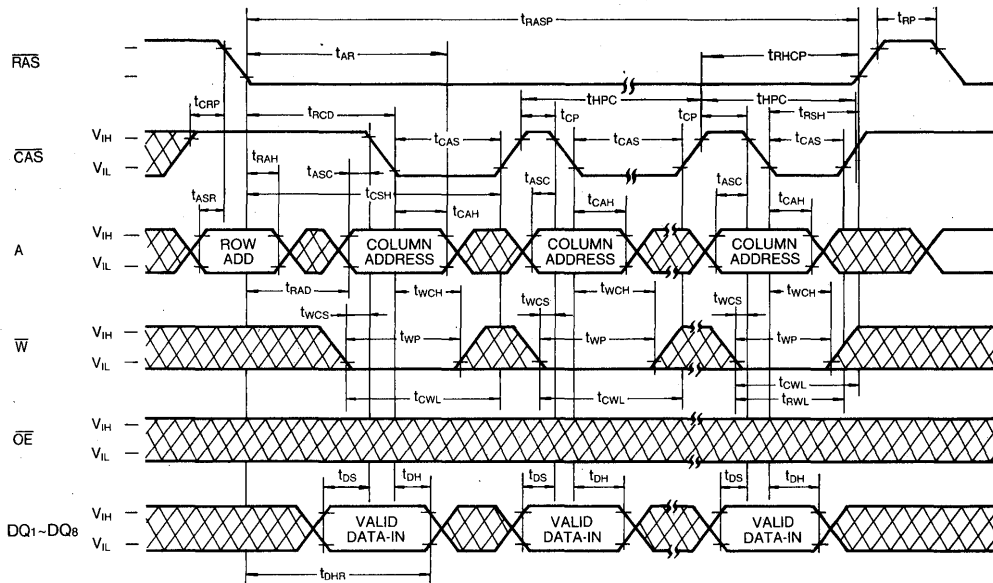 tRASP
tRP
tAR
tRHCP
RAS
tCRP
tRCD
tHPC
tHPC
tCP
tCP
tRSH
VIH
CAS
VIL
tCAS
tCAS
tCAS
tRAH
tASC
tASC
tASC
tCSH
tASR
tCAH
tCAH
tCAH
A
VIH
VIL
ROW
ADD
COLUMN
ADDRESS
COLUMN
ADDRESS
COLUMN
ADDRESS
tRAD
tWCH
tWCH
tWCH
tWCS
tWCS
tWCS
W
VIH
VIL
tWP
tWP
tWP
tCWL
tCWL
tCWL
tRWL
OE
VIH
VIL
tDS
tDH
tDS
tDH
tDS
tDH
DQ1~DQ8
VIH
VIL
VALID
DATA-IN
VALID
DATA-IN
VALID
DATA-IN
tDHR